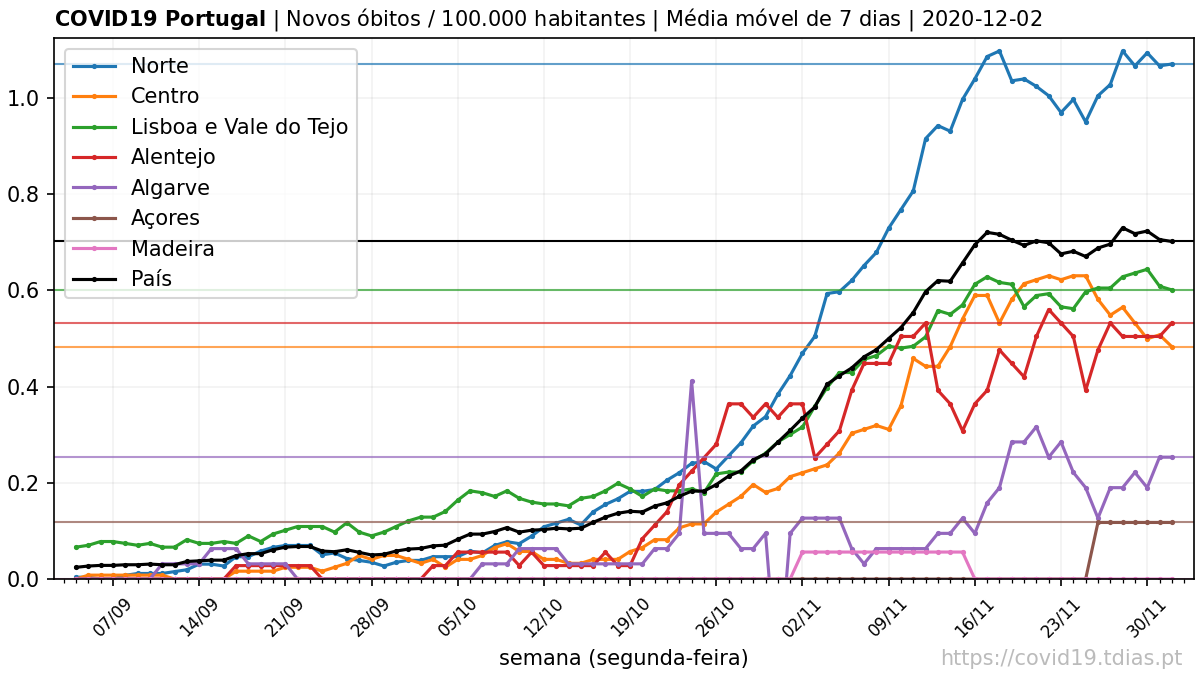 COVID19 Portugal | Novos óbitos / 100.000 habitantes | Média móvel de 7 dias | 2020-12-02
Norte
Centro
Lisboa e Vale do Tejo
Alentejo
Algarve
Açores
Madeira
País
1.0
0.8
0.6
0.4
0.2
0.0
07/09 14/09 21/09 28/09 05/10 12/10 19/10 26/10 02/11 09/11 16/11 23/11 30/11
semana (segunda-feira)
https://covid19.tdias.pt